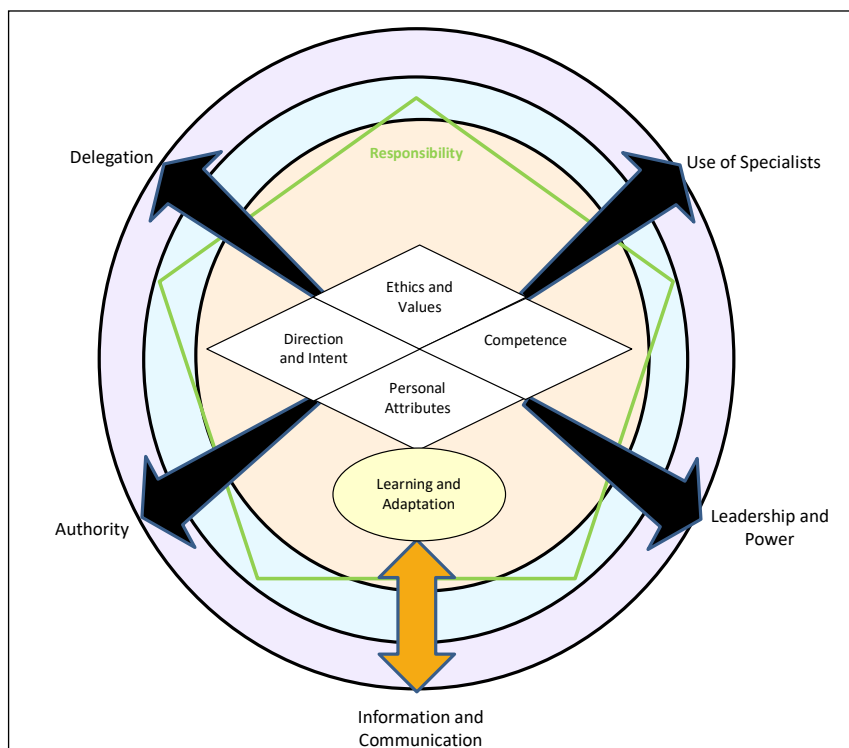 Delegation
Responsibility
Use of Specialists
Ethics and
Values
Direction
and Intent
Competence
Personal
Attributes
Learning and
Adaptation
Authority
Leadership and
Power
Information and
Communication